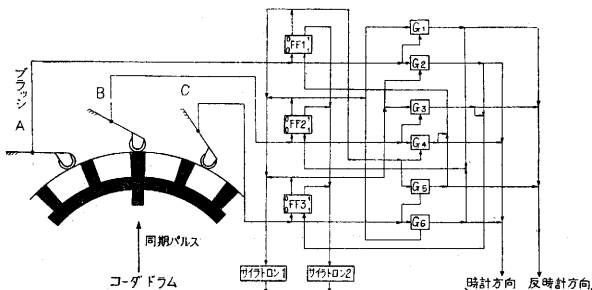 ブラッシ
A
B
C
FF1
FF2
FF3
G1
G2
G3
G4
G5
G6
同期パルス
コーダドラム
サイラトロン1
サイラトロン2
時計方向
反時計方向